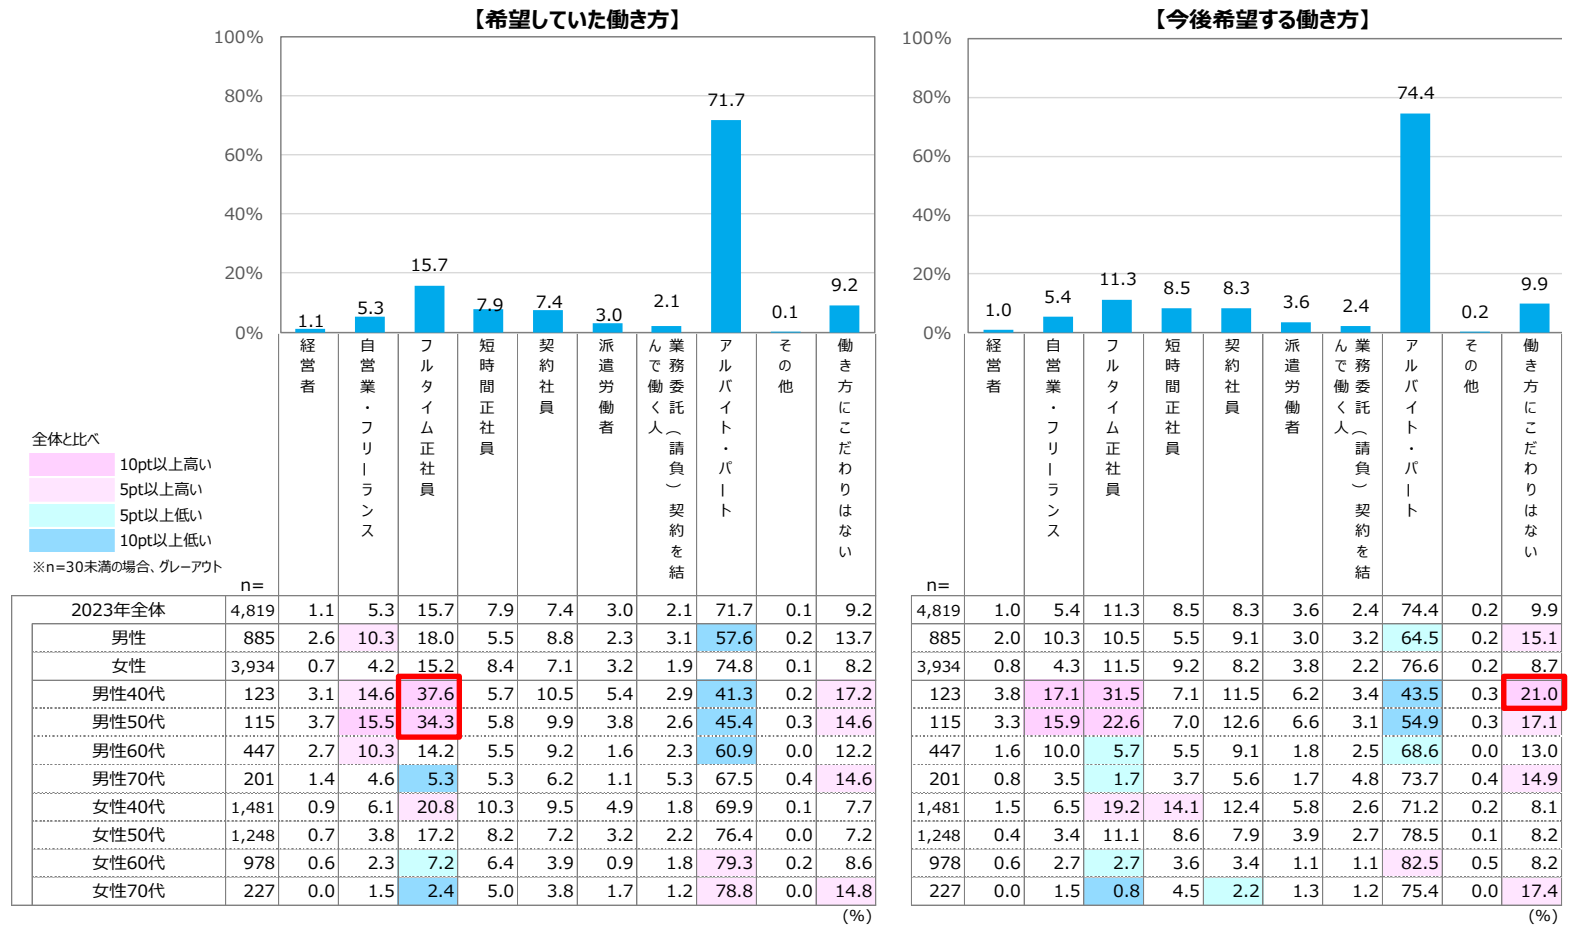 【希望していた働き方】
100%
80%
60%
40%
20%
0%
1.1
5.3
15.7
7.9
7.4
3.0
2.1
71.7
0.1
9.2
経営者
自営業・フリーランス
フルタイム正社員
短時間正社員
契約社員
派遣労働者
業務委託(請負)契約を結
んで働く人
アルバイト・パート
その他
働き方にこだわりはない
【今後希望する働き方】
100%
80%
60%
40%
20%
0%
1.0
5.4
11.3
8.5
8.3
3.6
2.4
74.4
0.2
9.9
経営者
自営業・フリーランス
フルタイム正社員
短時間正社員
契約社員
派遣労働者
業務委託(請負)契約を結
んで働く人
アルバイト・パート
その他
働き方にこだわりはない
全体と比べ
10pt以上高い
5pt以上高い
5pt以上低い
10pt以上低い
※n=30未満の場合、グレーアウト
n=
n=
2023年全体 4,819 1.1 5.3 15.7 7.9 7.4 3.0 2.1 71.7 0.1 9.2 4,819 1.0 5.4 11.3 8.5 8.3 3.6 2.4 74.4 0.2 9.9
男性 885 2.6 10.3 18.0 5.5 8.8 2.3 3.1 57.6 0.2 13.7 885 2.0 10.3 10.5 5.5 9.1 3.0 3.2 64.5 0.2 15.1
女性 3,934 0.7 4.2 15.2 8.4 7.1 3.2 1.9 74.8 0.1 8.2 3,934 0.8 4.3 11.5 9.2 8.2 3.8 2.2 76.6 0.2 8.7
男性40代 123 3.1 14.6 37.6 5.7 10.5 5.4 2.9 41.3 0.2 17.2 123 3.8 17.1 31.5 7.1 11.5 6.2 3.4 43.5 0.3 21.0
男性50代 115 3.7 15.5 34.3 5.8 9.9 3.8 2.6 45.4 0.3 14.6 115 3.3 15.9 22.6 7.0 12.6 6.6 3.1 54.9 0.3 17.1
男性60代 447 2.7 10.3 14.2 5.5 9.2 1.6 2.3 60.9 0.0 12.2 447 1.6 10.0 5.7 5.5 9.1 1.8 2.5 68.6 0.0 13.0
男性70代 201 1.4 4.6 5.3 5.3 6.2 1.1 5.3 67.5 0.4 14.6 201 0.8 3.5 1.7 3.7 5.6 1.7 4.8 73.7 0.4 14.9
女性40代 1,481 0.9 6.1 20.8 10.3 9.5 4.9 1.8 69.9 0.1 7.7 1,481 1.5 6.5 19.2 14.1 12.4 5.8 2.6 71.2 0.2 8.1
女性50代 1,248 0.7 3.8 17.2 8.2 7.2 3.2 2.2 76.4 0.0 7.2 1,248 0.4 3.4 11.1 8.6 7.9 3.9 2.7 78.5 0.1 8.2
女性60代 978 0.6 2.3 7.2 6.4 3.9 0.9 1.8 79.3 0.2 8.6 978 0.6 2.7 2.7 3.6 3.4 1.1 1.1 82.5 0.5 8.2
女性70代 227 0.0 1.5 2.4 5.0 3.8 1.7 1.2 78.8 0.0 14.8 227 0.0 1.5 0.8 4.5 2.2 1.3 1.2 75.4 0.0 17.4
(%)
(%)